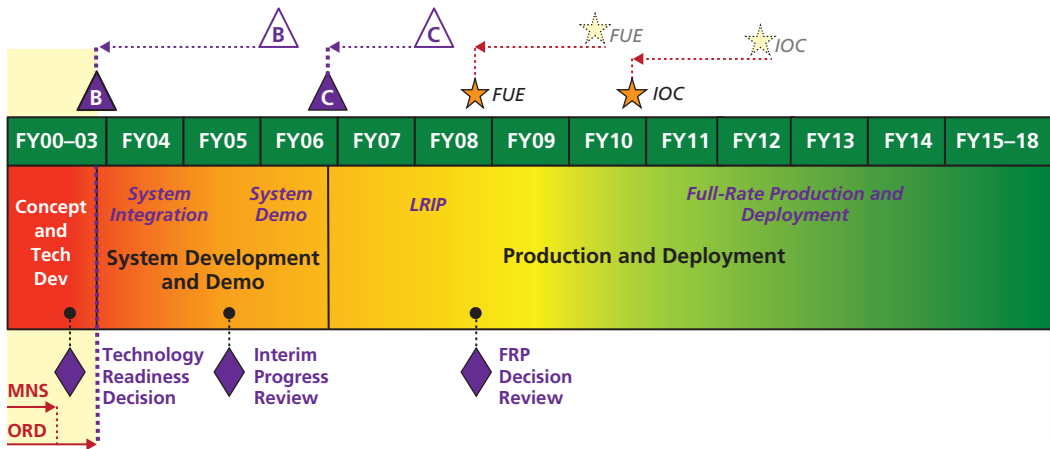 B
C
FUE
IOC
B
C
FUE
IOC
FY00–03 FY04 FY05 FY06 FY07 FY08 FY09 FY10 FY11 FY12 FY13 FY14 FY15–18
Concept
and
Tech
Dev
System
Integration
System
Demo
System Development
and Demo
LRIP
Full-Rate Production and
Deployment
Production and Deployment
Technology
Readiness
Decision
Interim
Progress
Review
FRP
Decision
Review
MNS
ORD